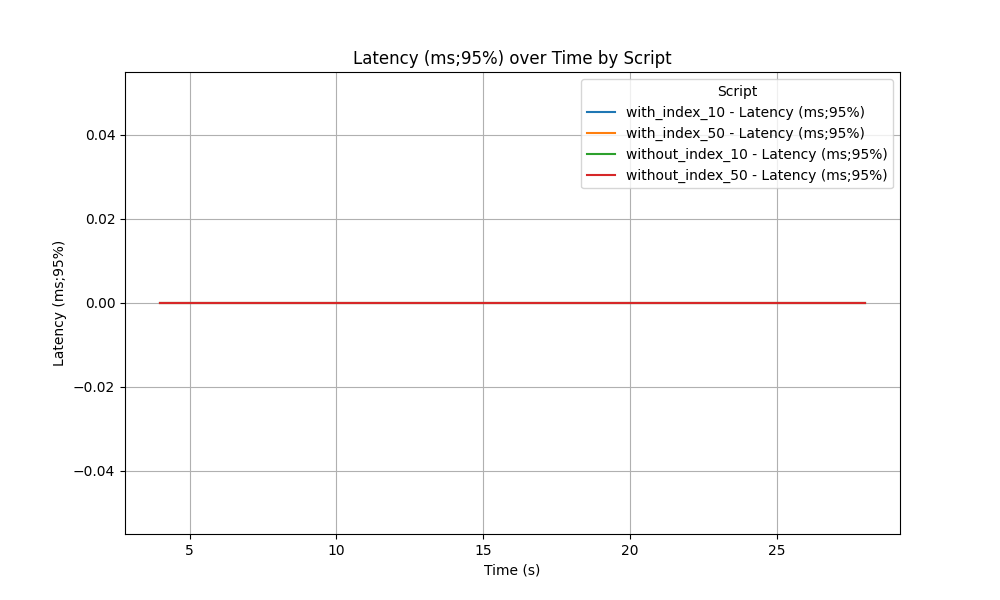 Latency (ms;95%) over Time by Script
Script
with_index_10 - Latency (ms;95%)
with_index_50 - Latency (ms;95%)
without_index_10 - Latency (ms;95%)
without_index_50 - Latency (ms;95%)
Latency (ms;95%)
0.04
0.02
0.00
−0.02
−0.04
5
10
15
20
25
Time (s)